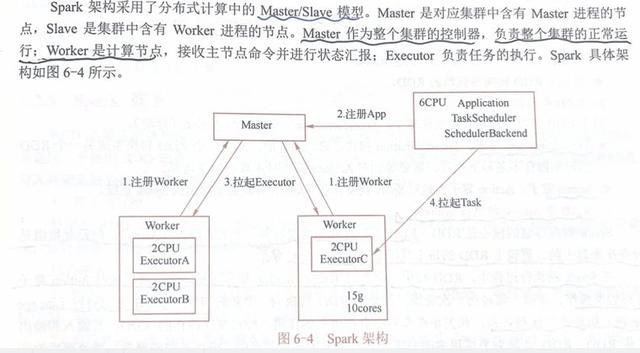 Spark 架构采用了分布式计算中的 Master/Slave 模型。Master 是对应集群中含有 Master 进程的节
点，Slave 是集群中含有 Worker 进程的节点。Master 作为整个集群的控制器，负责整个集群的正常运
行；Worker 是计算节点，接收主节点命令并进行状态汇报；Executor 负责任务的执行。Spark 具体架
构如图 6-4 所示。
6CPU Application
TaskScheduler
SchedulerBackend
2.注册App
Master
1.注册Worker
3.拉起Executor
1.注册Worker
4.拉起Task
Worker
2CPU
ExecutorA
2CPU
ExecutorB
Worker
2CPU
ExecutorC
15g
10cores
图 6-4 Spark 架构